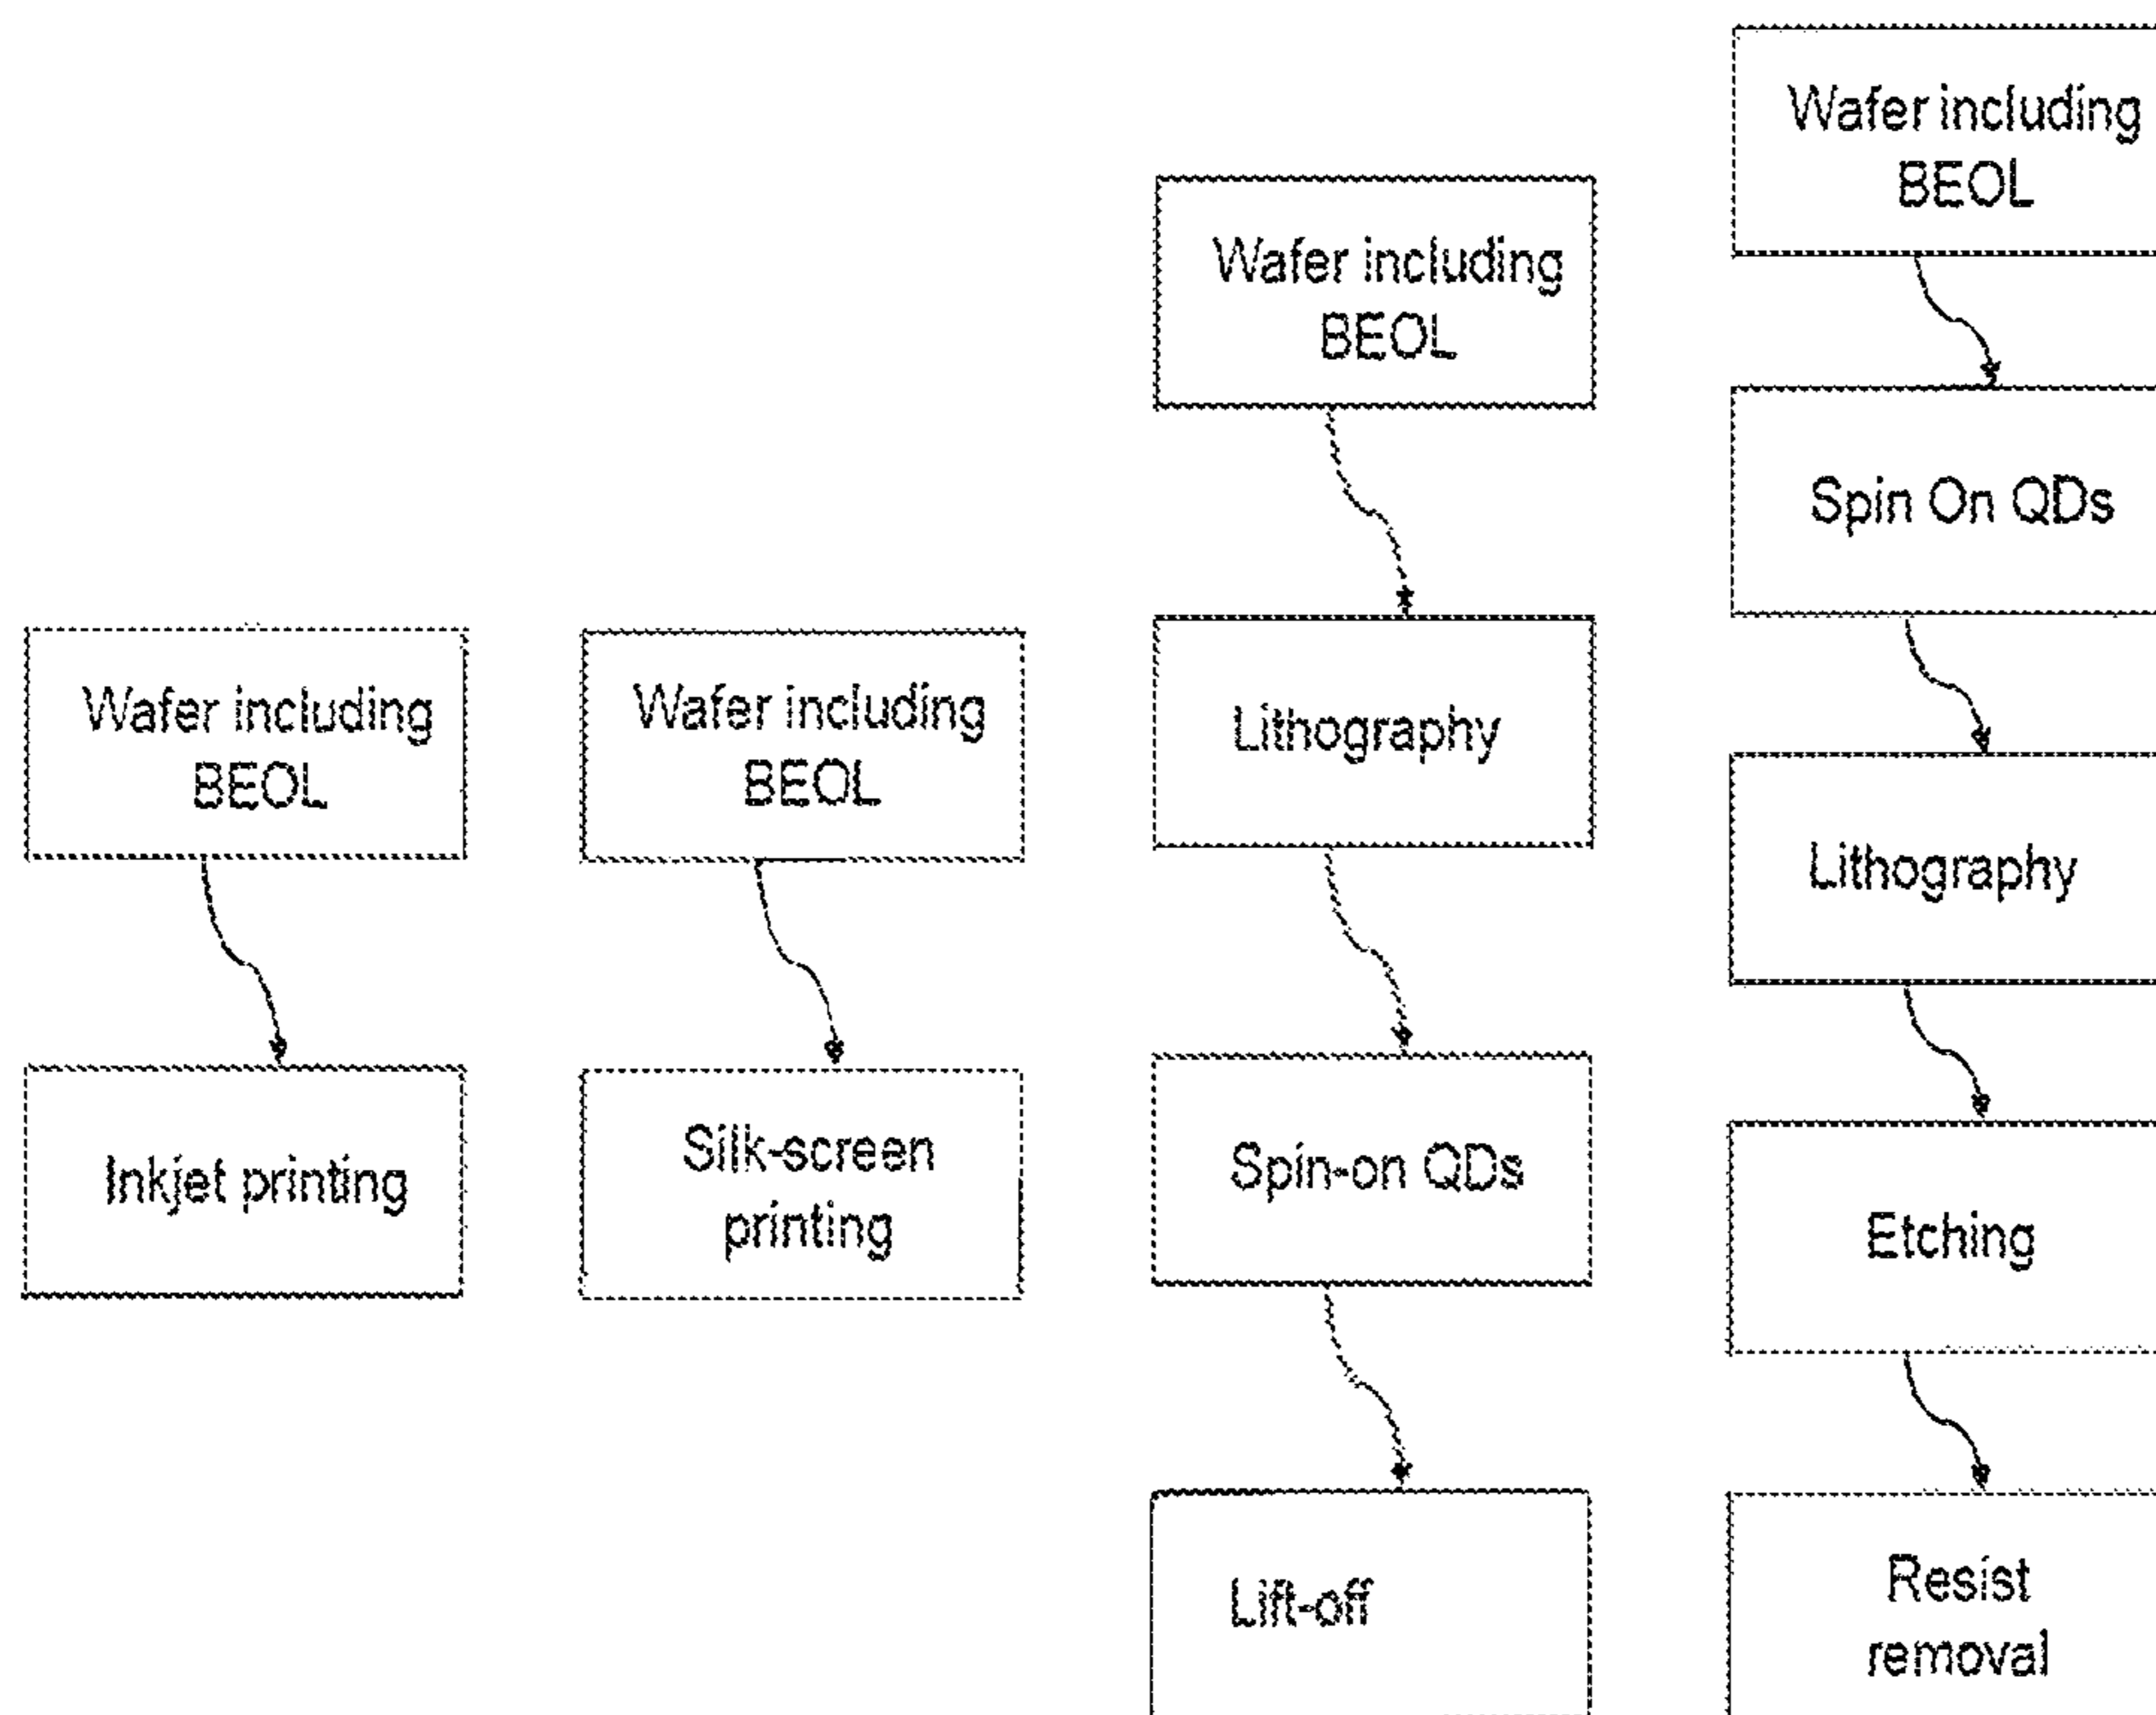 Wafer including
BEOL
Inkjet printing
Wafer including
BEOL
Silk-screen
printing
Wafer including
BEOL
Lithography
Spin-on QDs
Lift-off
Wafer including
BEOL
Spin On QDs
Lithography
Etching
Resist
removal